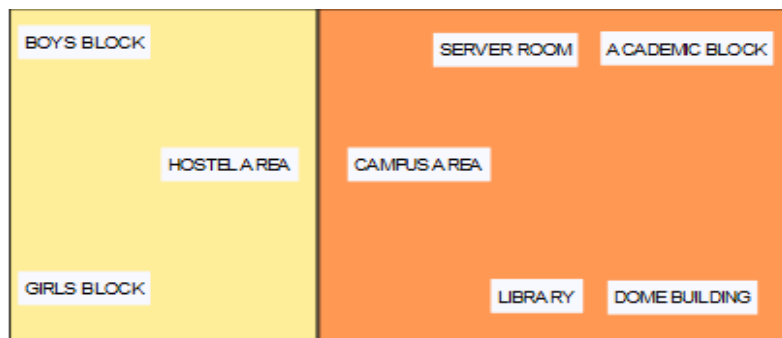 BOYS BLOCK
SERVER ROOM
ACADEMIC BLOCK
HOSTEL AREA
CAMPUS AREA
GIRLS BLOCK
LIBRARY
DOME BUILDING